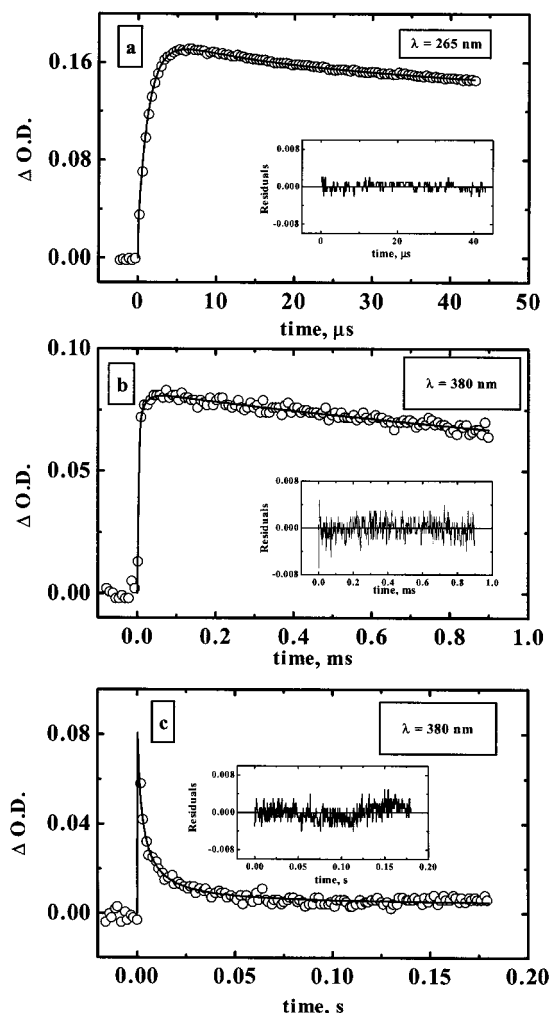 a
λ = 265 nm
0.16
0.08
0.00
Δ O.D.
0.008
0.000
-0.008
Residuals
0 20 40
time, μs
0 10 20 30 40 50
time, μs
b
λ = 380 nm
0.10
0.05
0.00
Δ O.D.
0.008
0.000
-0.008
Residuals
0.0 0.2 0.4 0.6 0.8 1.0
time, ms
0.0 0.2 0.4 0.6 0.8 1.0
time, ms
c
λ = 380 nm
0.08
0.04
0.00
Δ O.D.
0.008
0.000
-0.008
Residuals
0.00 0.05 0.10 0.15 0.20
time, s
0.00 0.05 0.10 0.15 0.20
time, s